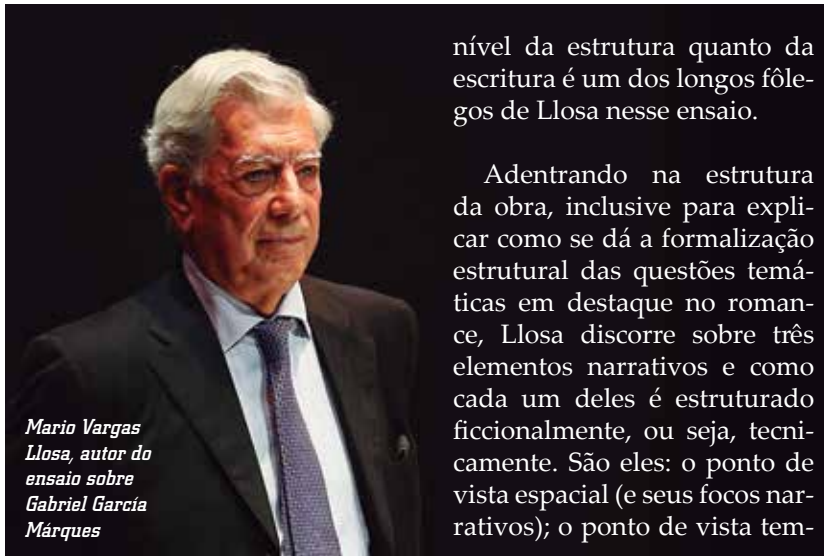 nível da estrutura quanto da
escritura é um dos longos fôle-
gos de Llosa nesse ensaio.
Adentrando na estrutura
da obra, inclusive para expli-
car como se dá a formalização
estrutural das questões temá-
ticas em destaque no roman-
ce, Llosa discorre sobre três
elementos narrativos e como
cada um deles é estruturado
ficcionalmente, ou seja, tecni-
camente. São eles: o ponto de
vista espacial (e seus focos nar-
rativos); o ponto de vista tem-
Mario Vargas
Llosa, autor do
ensaio sobre
Gabriel García
Márques